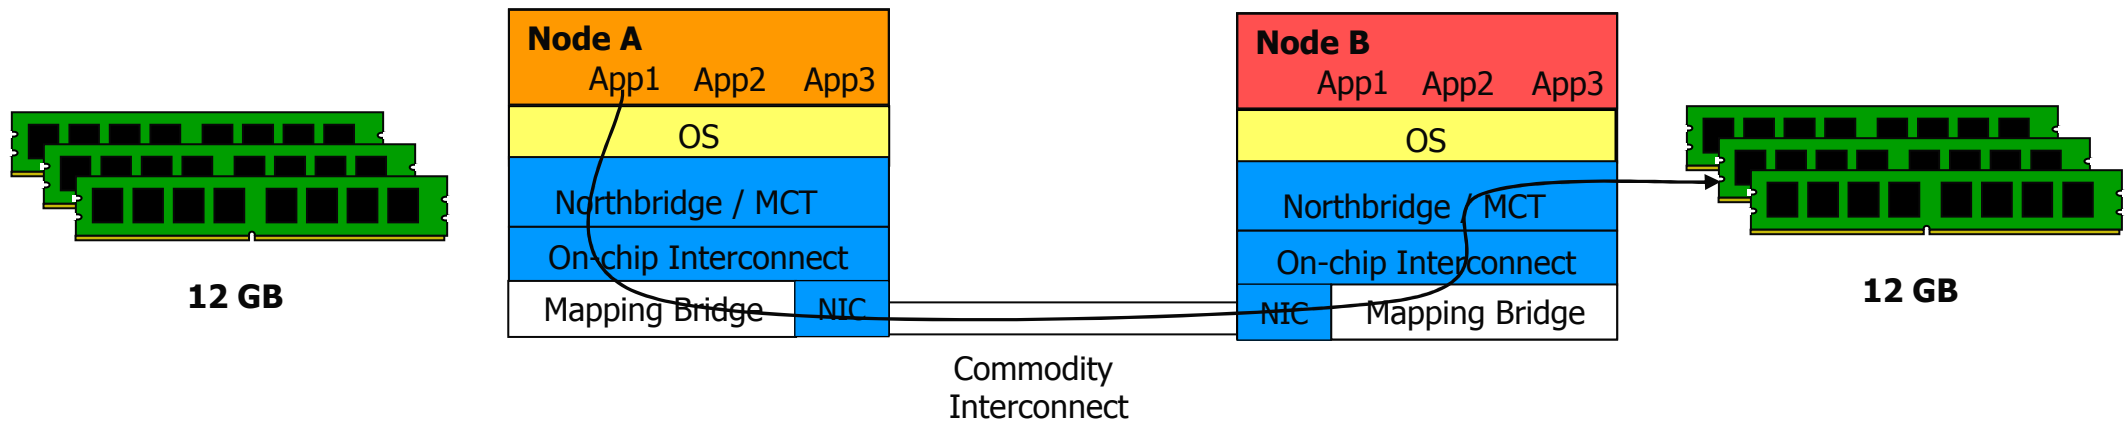 Node A
App1 App2 App3
OS
Northbridge / MCT
On-chip Interconnect
Mapping Bridge NIC
12 GB
Node B
App1 App2 App3
OS
Northbridge / MCT
On-chip Interconnect
NIC Mapping Bridge
12 GB
Commodity
Interconnect